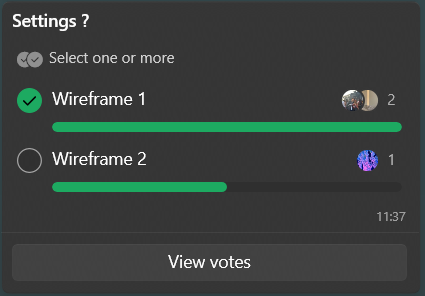 Settings ?
Select one or more
Wireframe 1 2
Wireframe 2 1
11:37
View votes